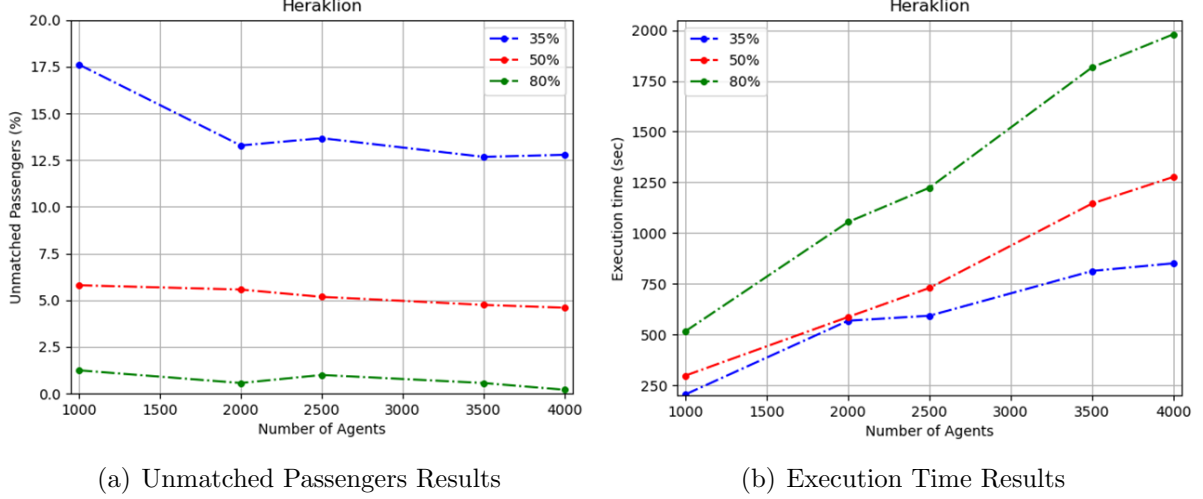 Heraklion
20.0
17.5
15.0
12.5
10.0
7.5
5.0
2.5
0.0
Unmatched Passengers (%)
35%
50%
80%
1000 1500 2000 2500 3000 3500 4000
Number of Agents
(a) Unmatched Passengers Results
Heraklion
2000
1750
1500
1250
1000
750
500
250
Execution time (sec)
35%
50%
80%
1000 1500 2000 2500 3000 3500 4000
Number of Agents
(b) Execution Time Results